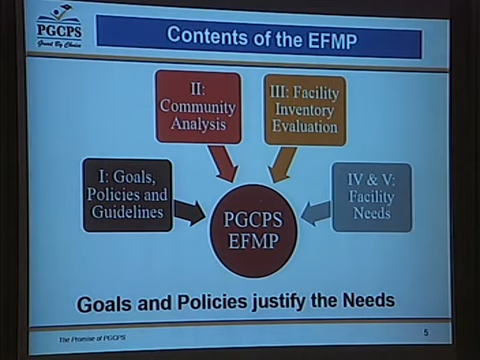 PGCPS
Great By Choice
Contents of the EFMP
II:
Community
Analysis
III: Facility
Inventory
Evaluation
I: Goals,
Policies and
Guidelines
IV & V:
Facility
Needs
PGCPS
EFMP
Goals and Policies justify the Needs
The Promise of PGCPS
5